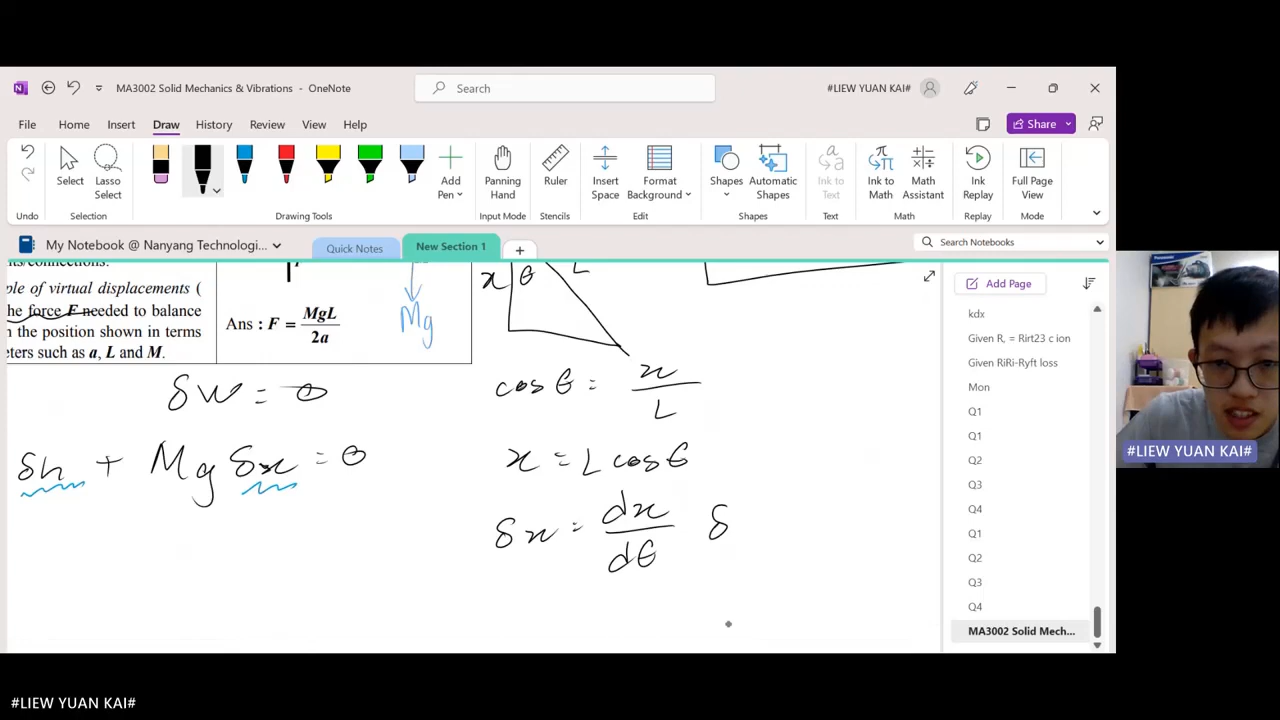 MA3002 Solid Mechanics & Vibrations - OneNote
Search
#LIEW YUAN KAI#
File Home Insert Draw History Review View Help
Share
Undo
Select
Lasso Select
Add Pen
Panning Hand
Ruler
Insert Space
Format Background
Shapes
Automatic Shapes
Ink to Text
Ink to Math
Math Assistant
Ink Replay
Full Page View
Undo Selection Drawing Tools Input Mode Stencils Edit Shapes Text Math Replay Mode
My Notebook @ Nanyang Technologi...
Quick Notes
New Section 1
Search Notebooks
ple of virtual displacements (
he force F needed to balance
n the position shown in terms
eters such as a, L and M.
Ans : F = MgL / 2a
Mg
x θ L
δW = 0
δh + Mg δx = 0
cos θ = x / L
x = L cos θ
δx = dx / dθ δ
Add Page
kdx
Given R, = Rirt23 c ion
Given RiRi-Ryft loss
Mon
Q1
Q1
Q2
Q3
Q4
Q1
Q2
Q3
Q4
MA3002 Solid Mech...
#LIEW YUAN KAI#
#LIEW YUAN KAI#